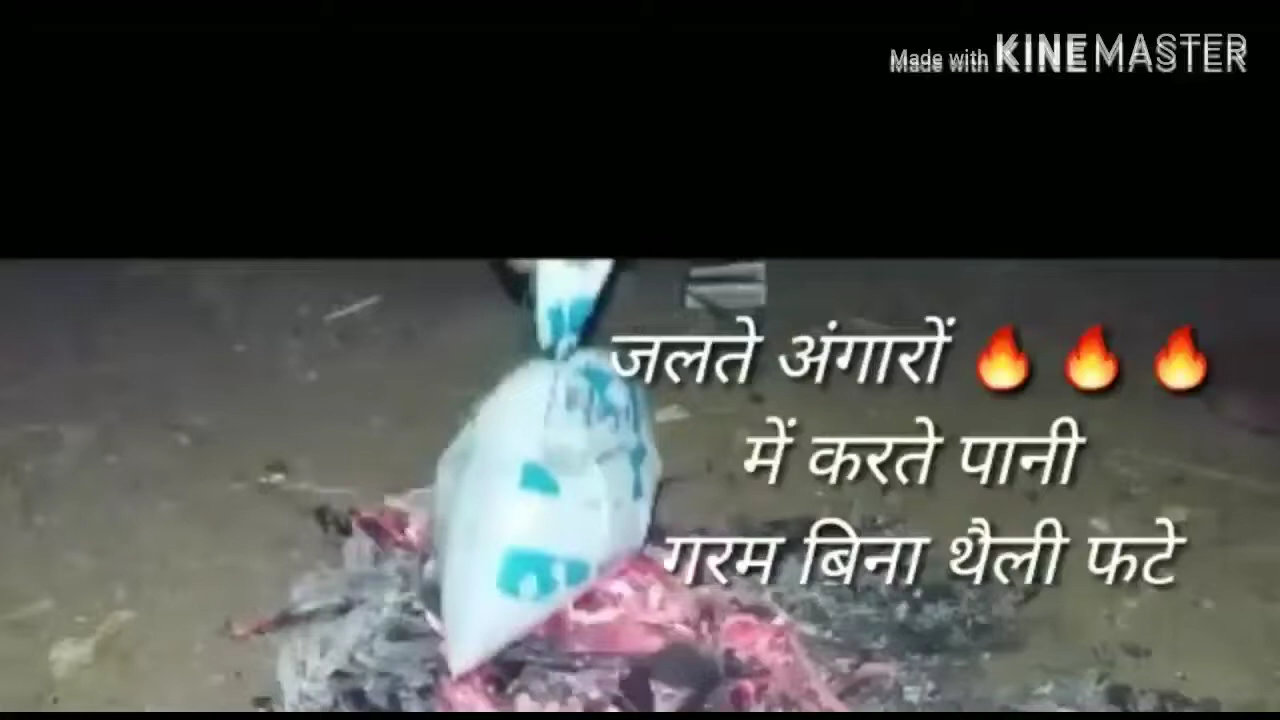 Made with KINEMASTER
जलते अंगारों 🔥 🔥 🔥
में करते पानी
गरम बिना थैली फटे